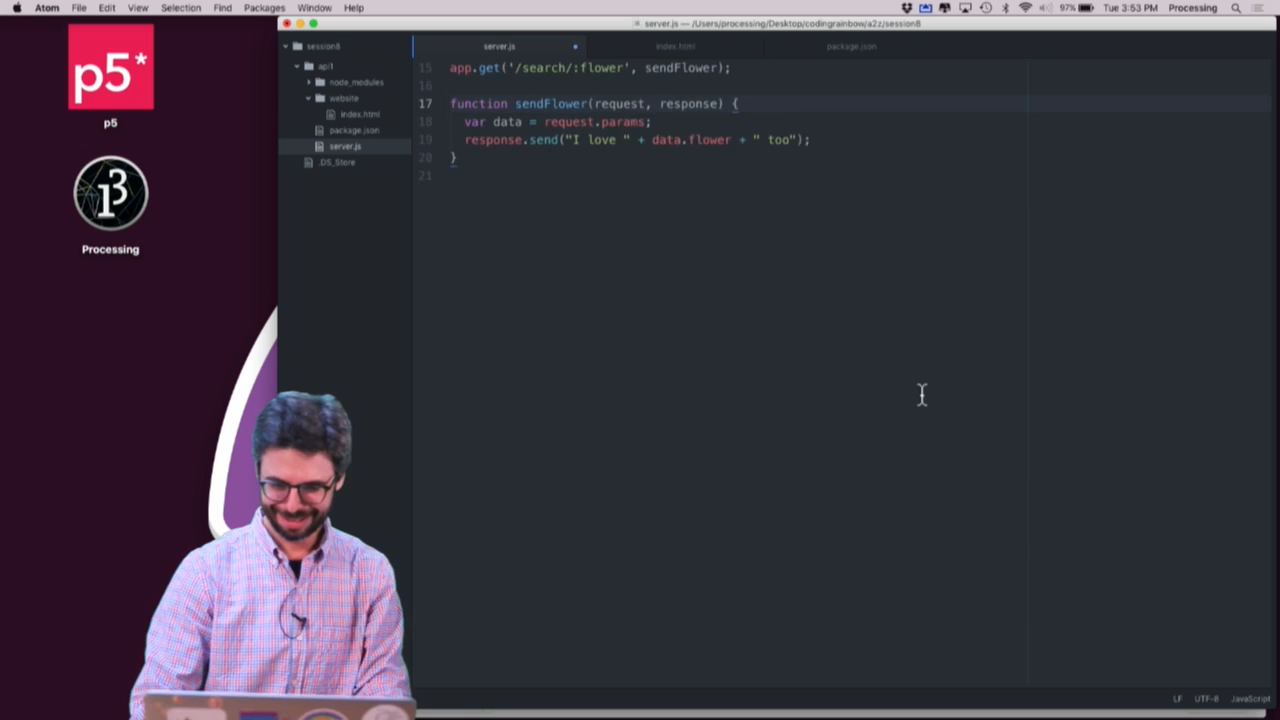 Atom File Edit View Selection Find Packages Window Help 97% Tue 3:53 PM Processing
server.js — /Users/processing/Desktop/codingrainbow/a2z/session8
p5*
p5
Processing
session8
api1
node_modules
website
index.html
package.json
server.js
.DS_Store
server.js index.html package.json
15 app.get('/search/:flower', sendFlower);
16
17 function sendFlower(request, response) {
18 var data = request.params;
19 response.send("I love " + data.flower + " too");
20 }
21
LF UTF-8 JavaScript